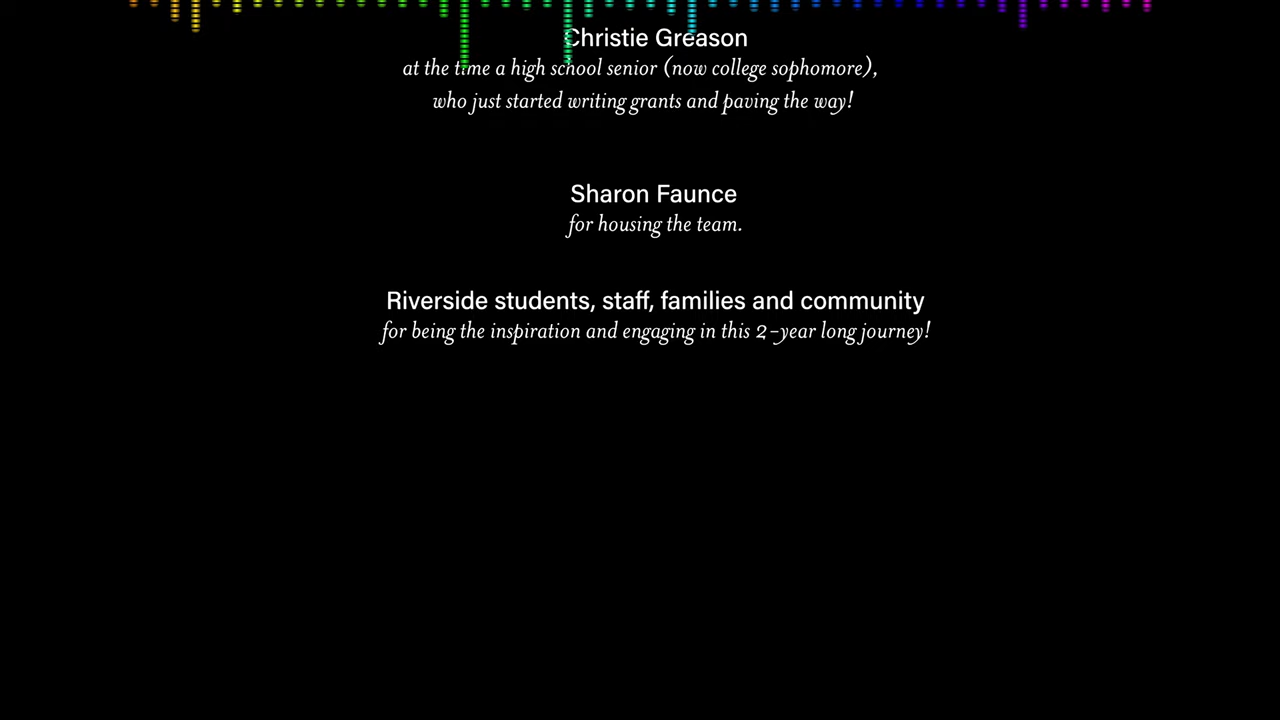 Christie Greason
at the time a high school senior (now college sophomore),
who just started writing grants and paving the way!
Sharon Faunce
for housing the team.
Riverside students, staff, families and community
for being the inspiration and engaging in this 2-year long journey!